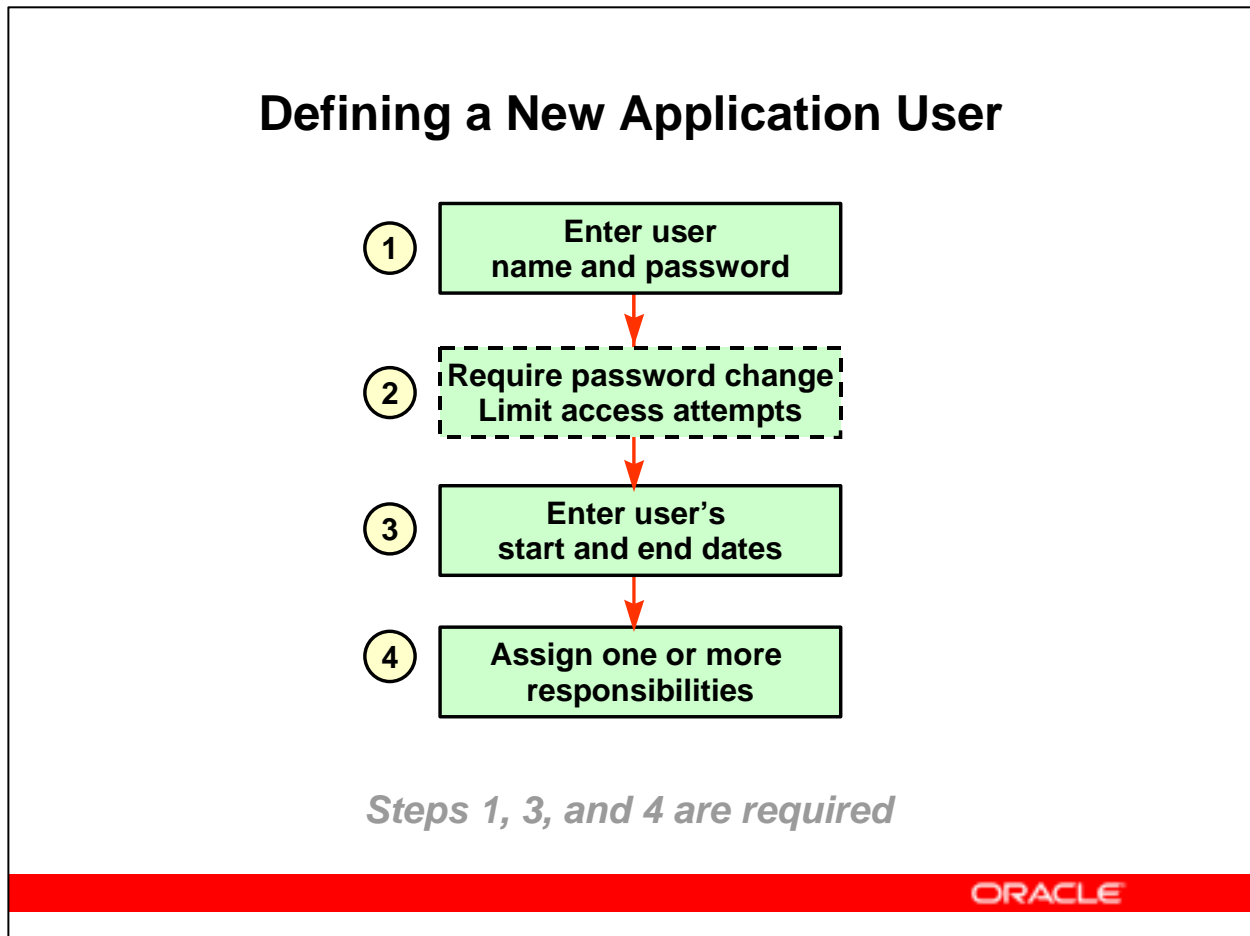 Defining a New Application User
1
Enter user
name and password
2
Require password change
Limit access attempts
3
Enter user’s
start and end dates
4
Assign one or more
responsibilities
Steps 1, 3, and 4 are required
ORACLE